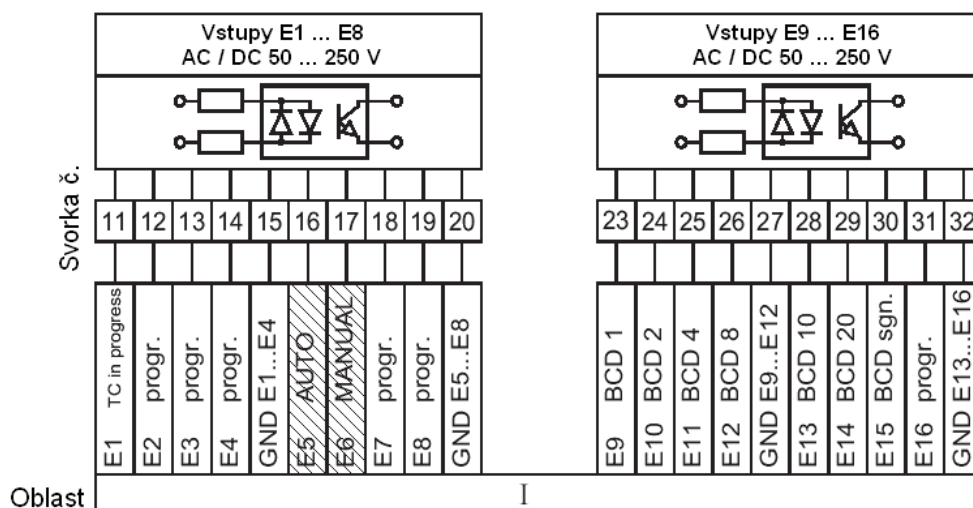 Vstupy E1 ... E8
AC / DC 50 ... 250 V
Vstupy E9 ... E16
AC / DC 50 ... 250 V
Svorka č.
11 12 13 14 15 16 17 18 19 20
23 24 25 26 27 28 29 30 31 32
E1 TC in progress
E2 progr.
E3 progr.
E4 progr.
GND E1...E4
E5 AUTO
E6 MANUAL
E7 progr.
E8 progr.
GND E5...E8
E9 BCD 1
E10 BCD 2
E11 BCD 4
E12 BCD 8
GND E9...E12
E13 BCD 10
E14 BCD 20
E15 BCD sgn.
E16 progr.
GND E13...E16
Oblast I